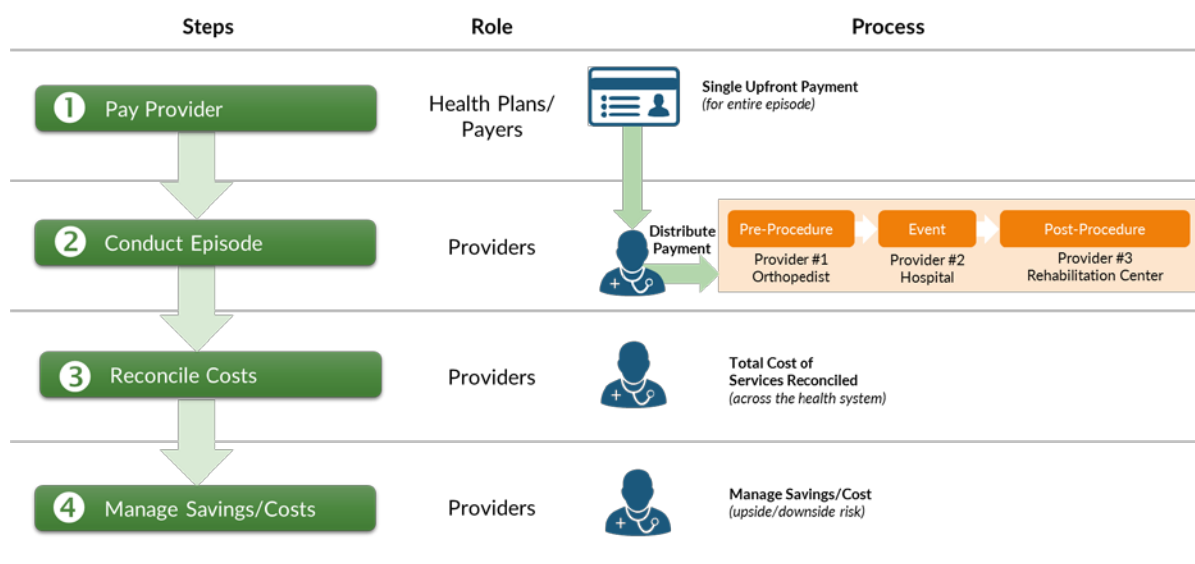 Steps
Role
Process
1 Pay Provider
Health Plans/
Payers
Single Upfront Payment
(for entire episode)
2 Conduct Episode
Providers
Distribute
Payment
Pre-Procedure
Event
Post-Procedure
Provider #1
Orthopedist
Provider #2
Hospital
Provider #3
Rehabilitation Center
3 Reconcile Costs
Providers
Total Cost of
Services Reconciled
(across the health system)
4 Manage Savings/Costs
Providers
Manage Savings/Cost
(upside/downside risk)